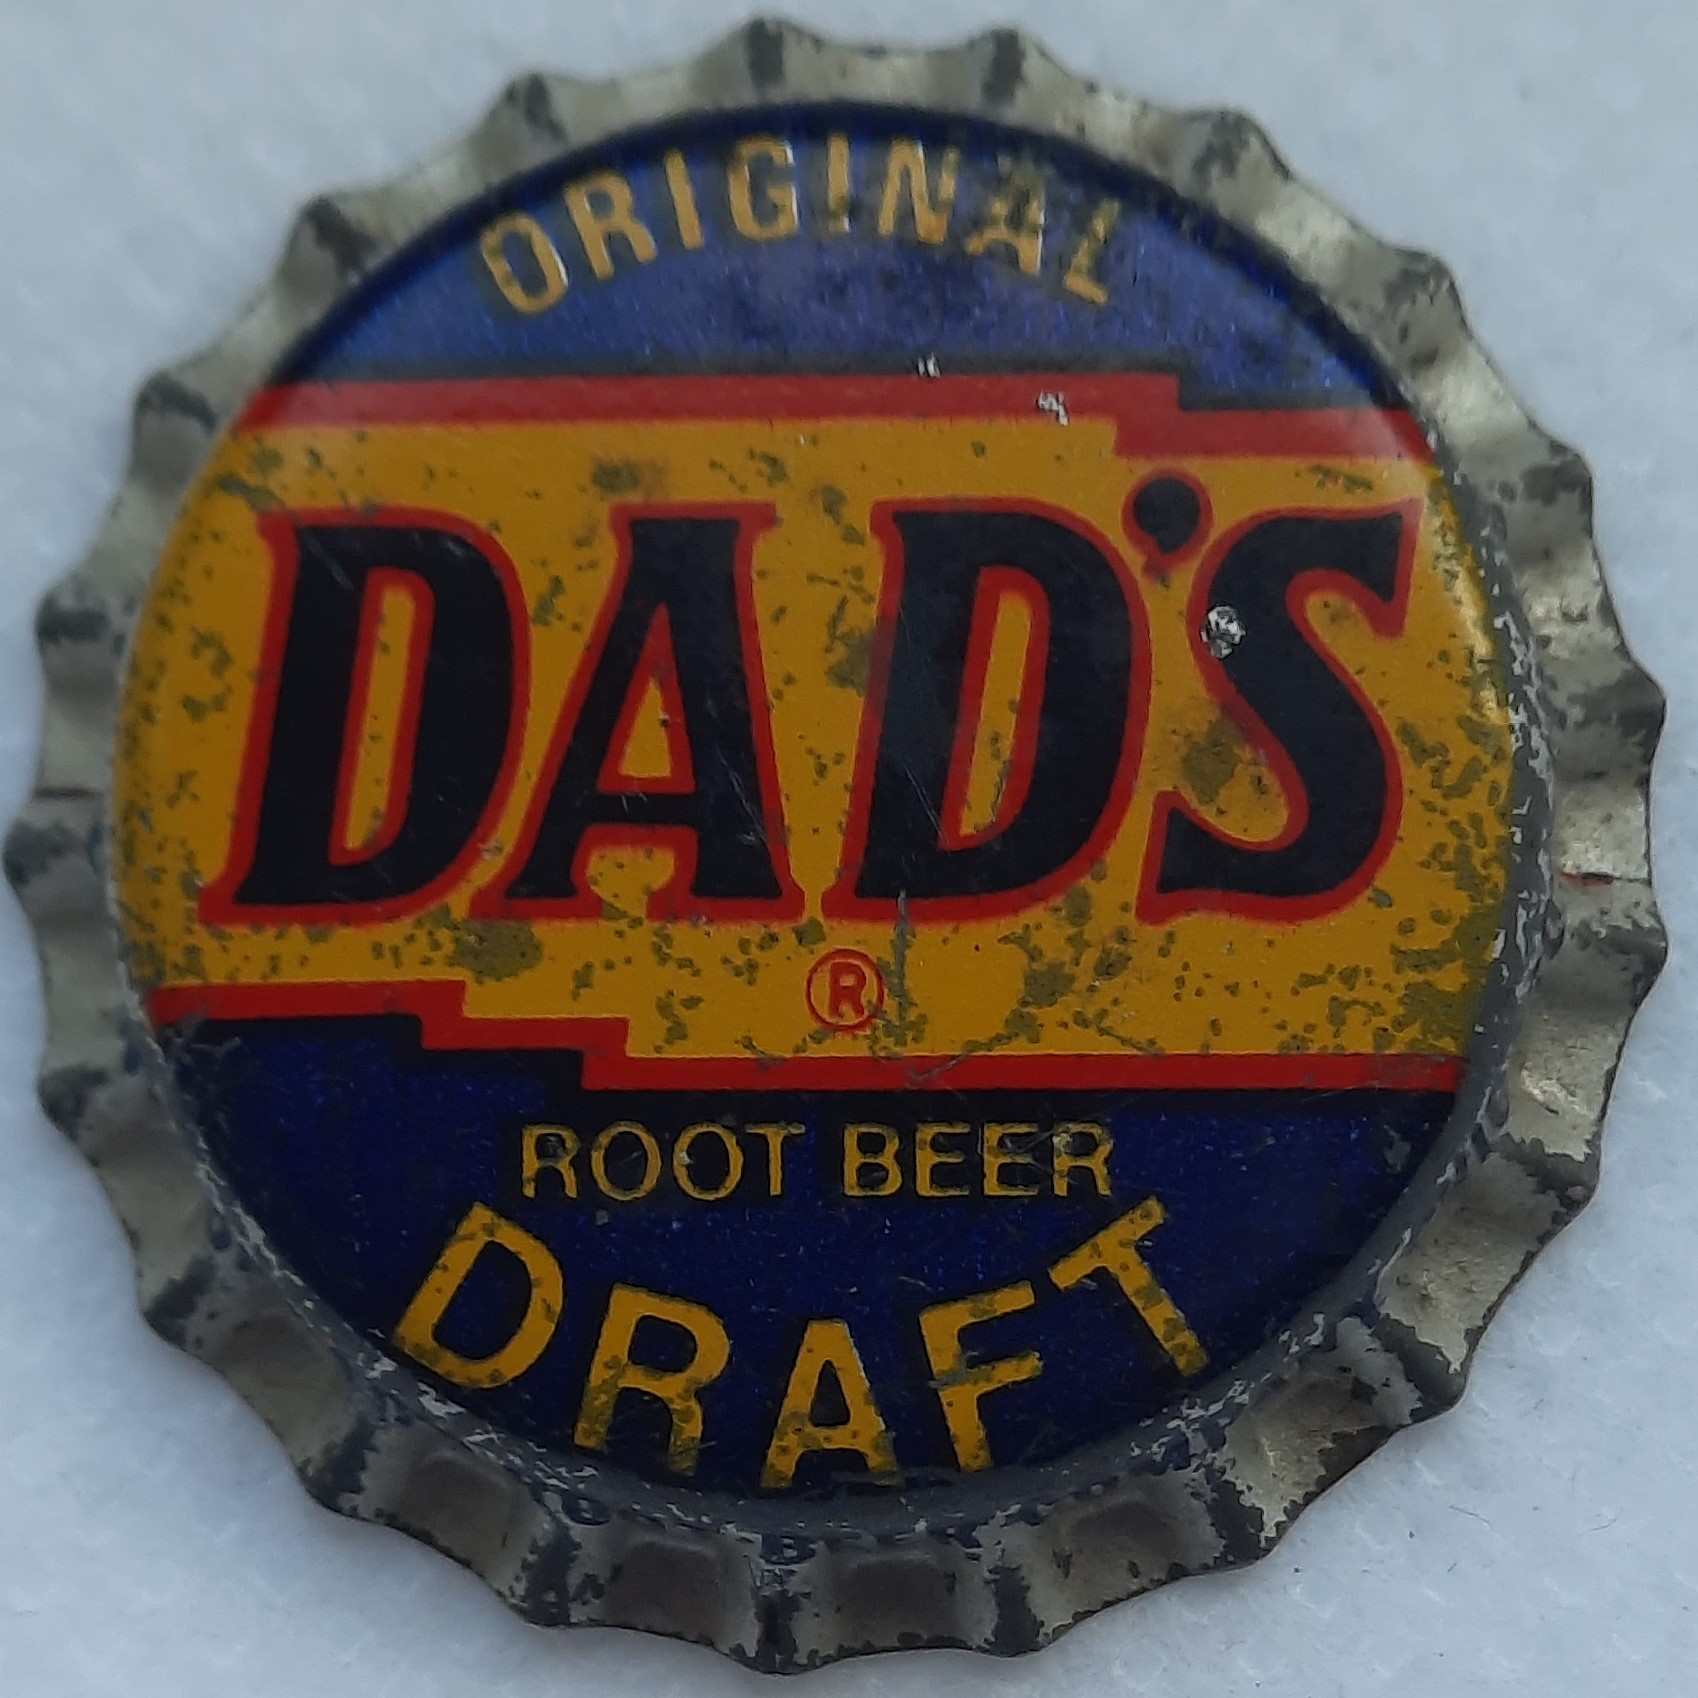 ORIGINAL
DAD'S
®
ROOT BEER
DRAFT